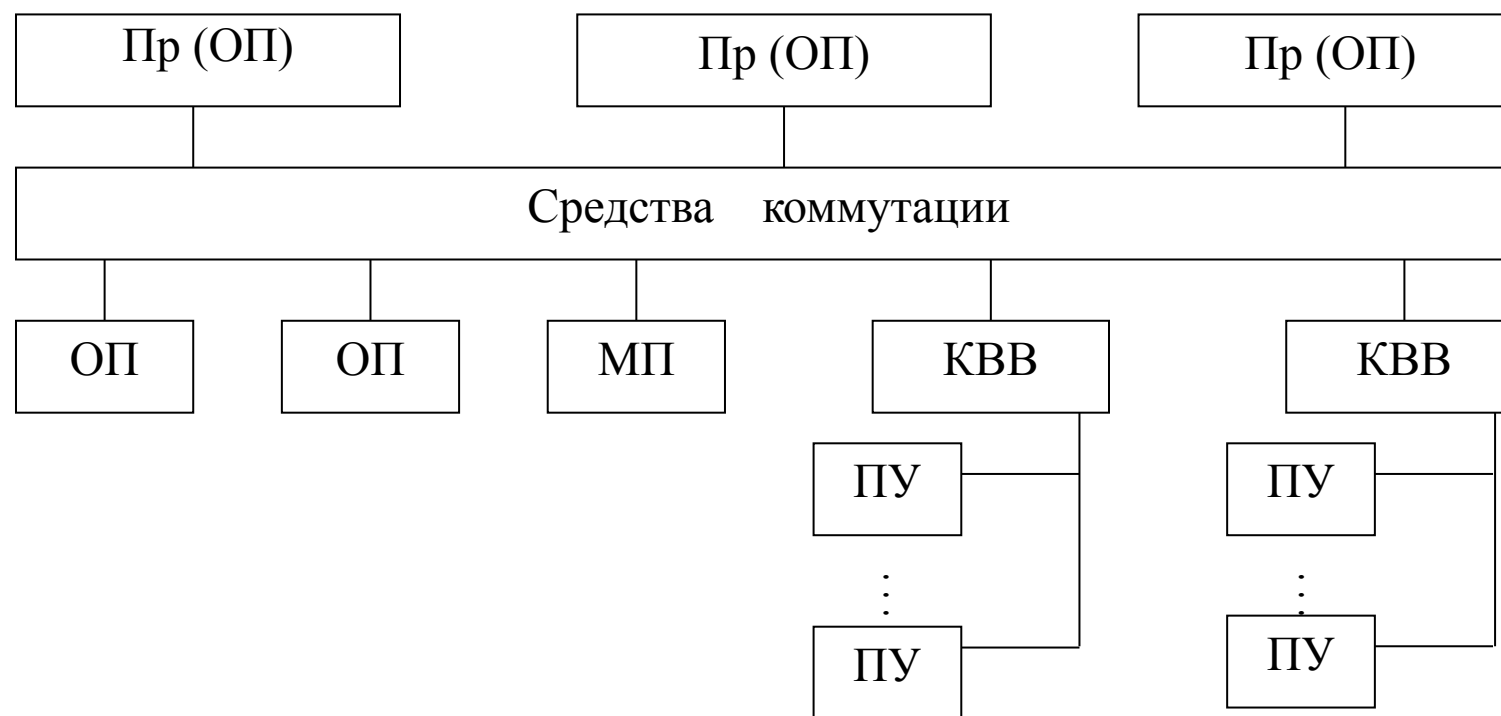 Пр (ОП)
Пр (ОП)
Пр (ОП)
Средства коммутации
ОП
ОП
МП
КВВ
КВВ
ПУ
ПУ
ПУ
ПУ